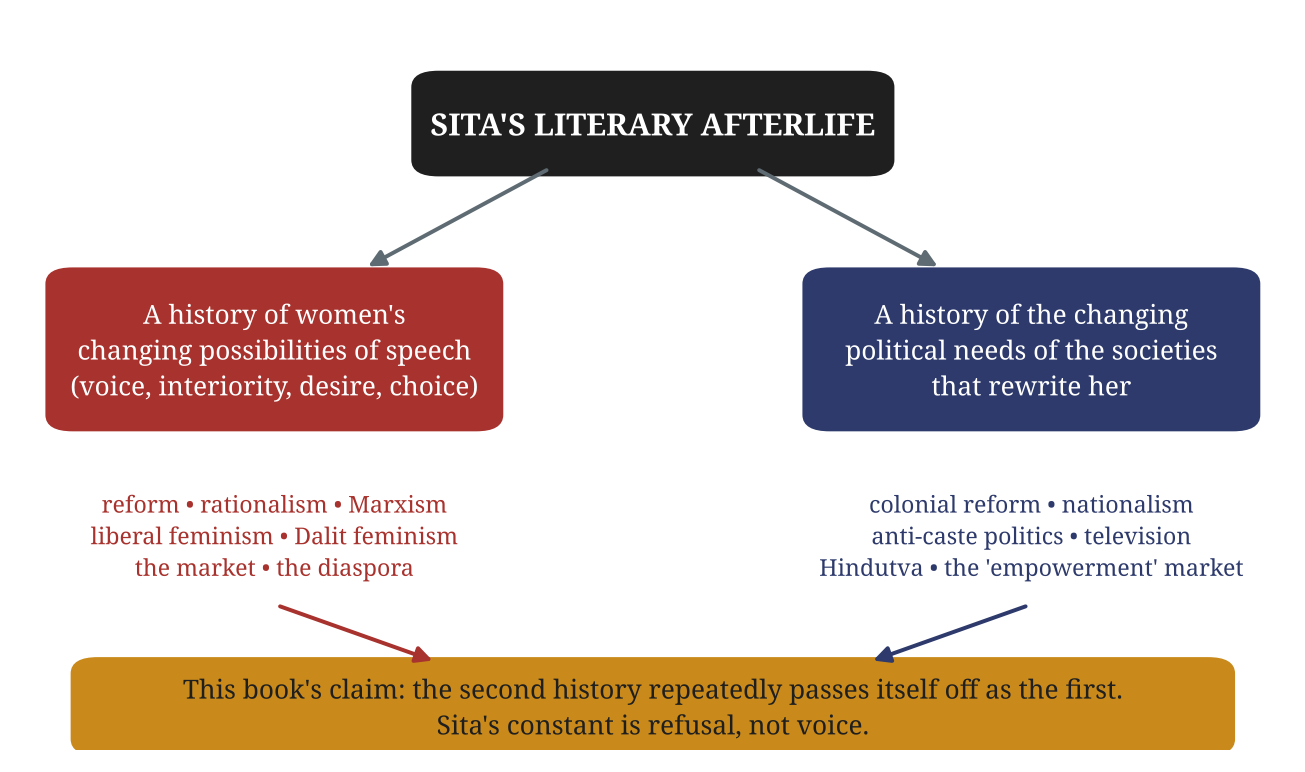 SITA'S LITERARY AFTERLIFE
A history of women's
changing possibilities of speech
(voice, interiority, desire, choice)
A history of the changing
political needs of the societies
that rewrite her
reform • rationalism • Marxism
liberal feminism • Dalit feminism
the market • the diaspora
colonial reform • nationalism
anti-caste politics • television
Hindutva • the 'empowerment' market
This book's claim: the second history repeatedly passes itself off as the first.
Sita's constant is refusal, not voice.